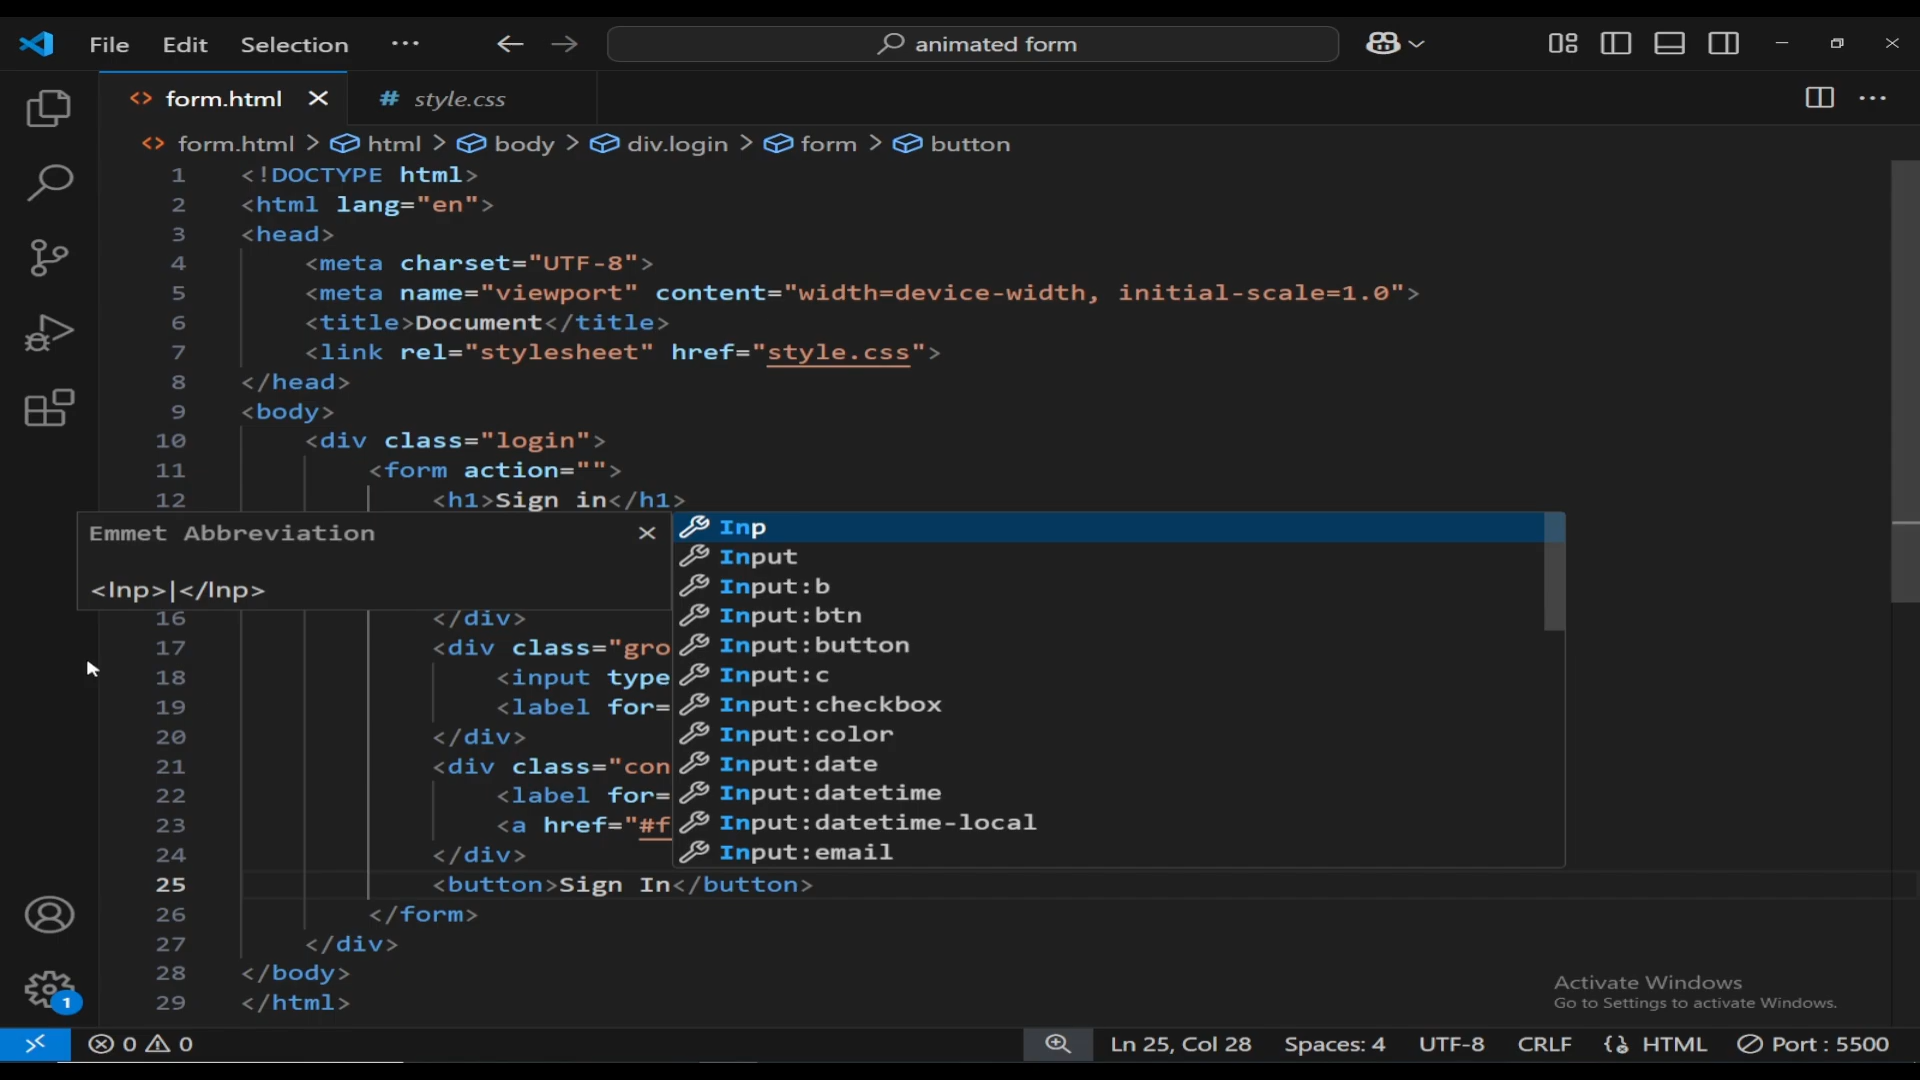 File Edit Selection ··· animated form
form.html style.css
form.html > html > body > div.login > form > button
1 <!DOCTYPE html>
2 <html lang="en">
3 <head>
4 <meta charset="UTF-8">
5 <meta name="viewport" content="width=device-width, initial-scale=1.0">
6 <title>Document</title>
7 <link rel="stylesheet" href="style.css">
8 </head>
9 <body>
10 <div class="login">
11 <form action="">
12 <h1>Sign in</h1>
Emmet Abbreviation
<Inp>|</Inp>
Inp
Input
Input:b
Input:btn
Input:button
Input:c
Input:checkbox
Input:color
Input:date
Input:datetime
Input:datetime-local
Input:email
16 </div>
17 <div class="gro
18 <input type
19 <label for=
20 </div>
21 <div class="con
22 <label for=
23 <a href="#f
24 </div>
25 <button>Sign In</button>
26 </form>
27 </div>
28 </body>
29 </html>
1
Activate Windows
Go to Settings to activate Windows.
0 0 Ln 25, Col 28 Spaces: 4 UTF-8 CRLF HTML Port : 5500